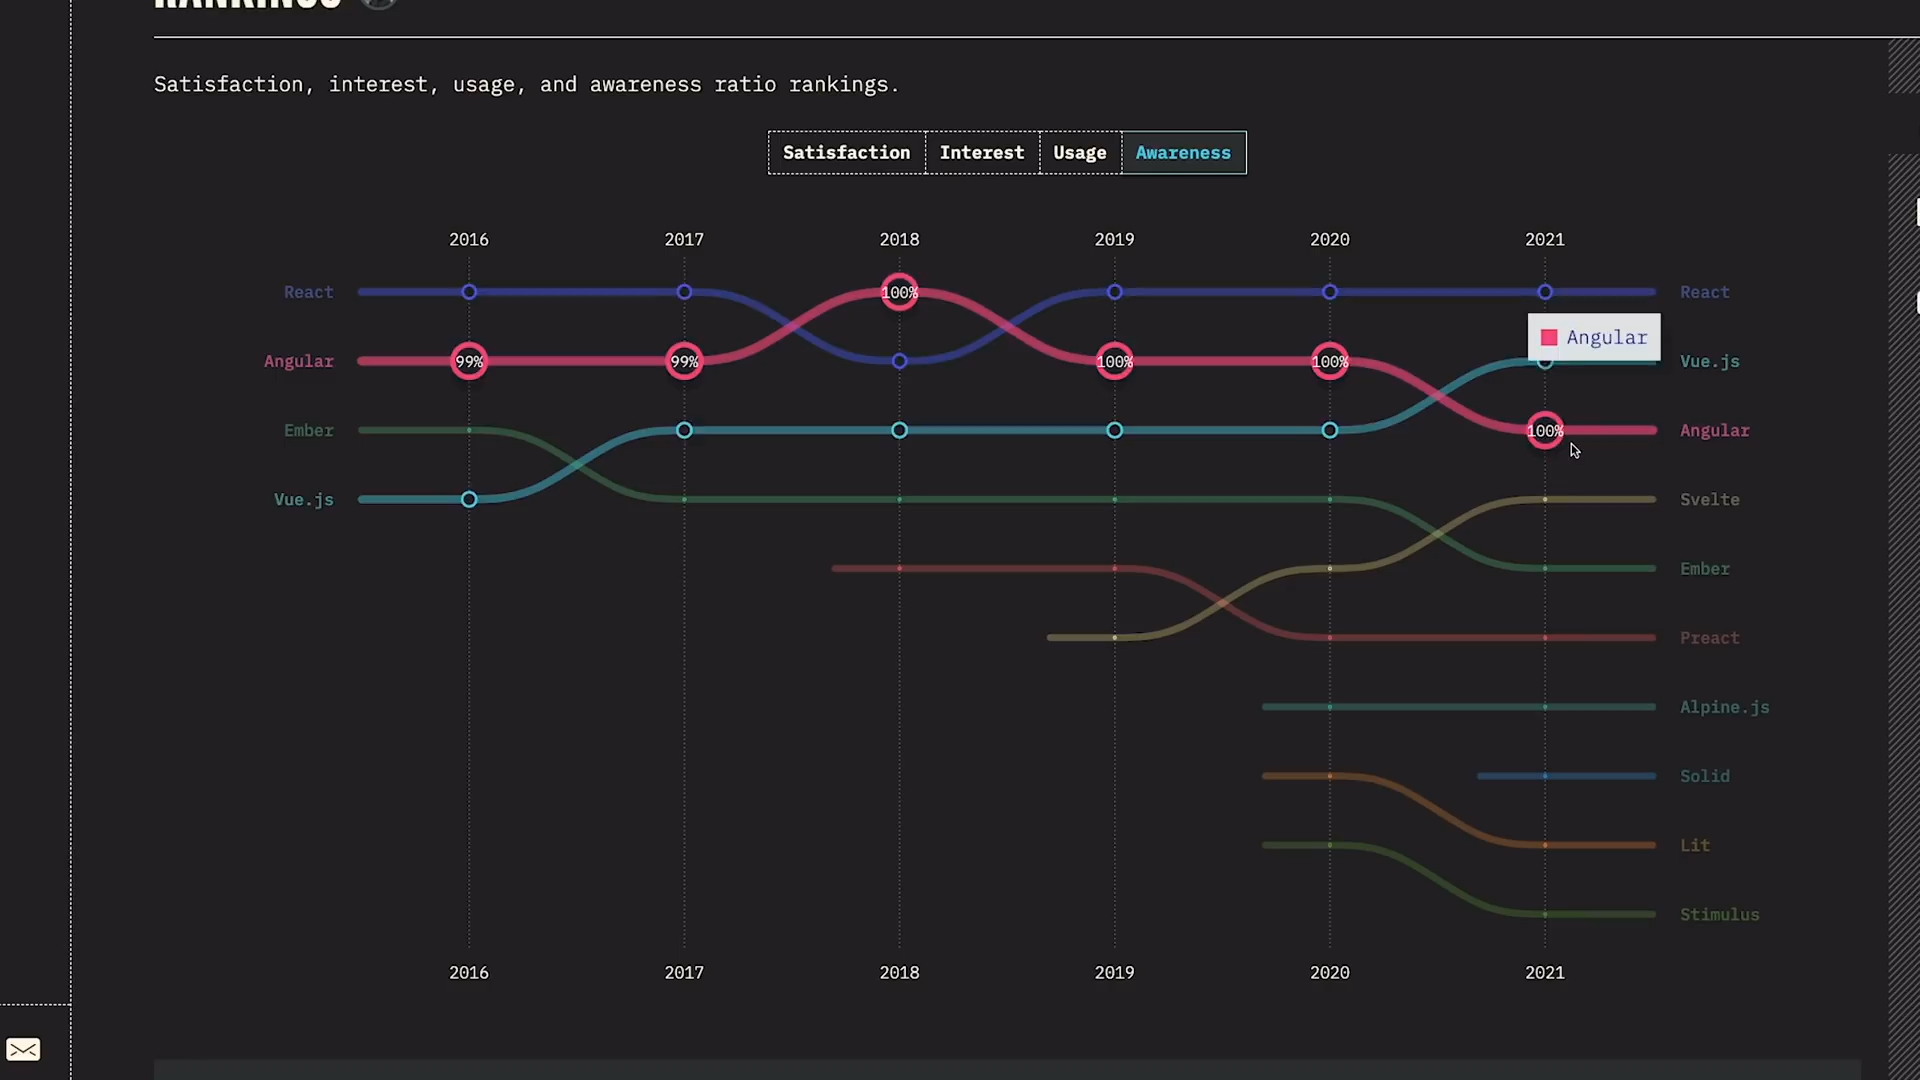 RANKINGS
Satisfaction, interest, usage, and awareness ratio rankings.
Satisfaction Interest Usage Awareness
2016 2017 2018 2019 2020 2021
React 100% React
Angular
Angular 99% 99% 100% 100% Vue.js
Ember 100% Angular
Vue.js Svelte
Ember
Preact
Alpine.js
Solid
Lit
Stimulus
2016 2017 2018 2019 2020 2021